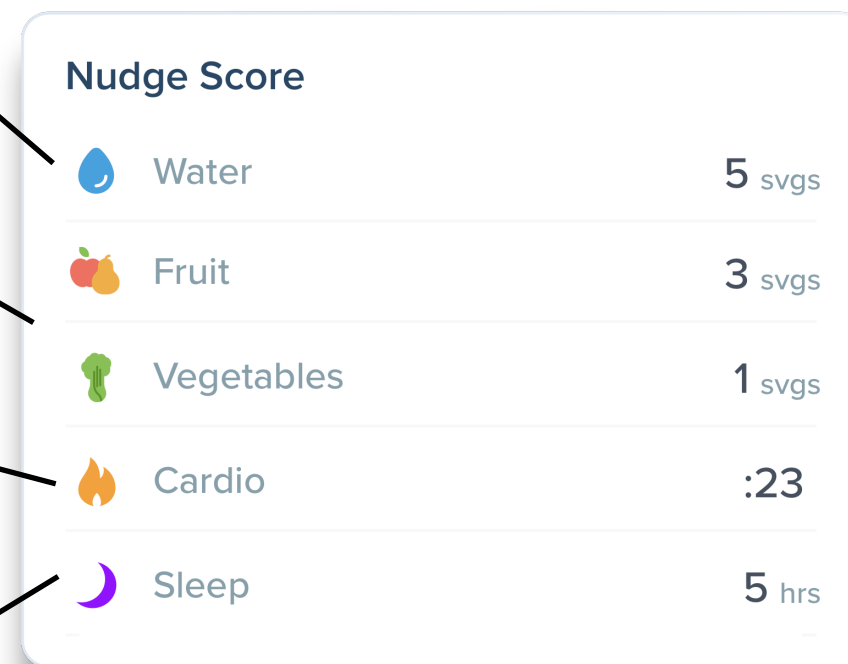 Nudge Score
Water 5 svgs
Fruit 3 svgs
Vegetables 1 svgs
Cardio :23
Sleep 5 hrs